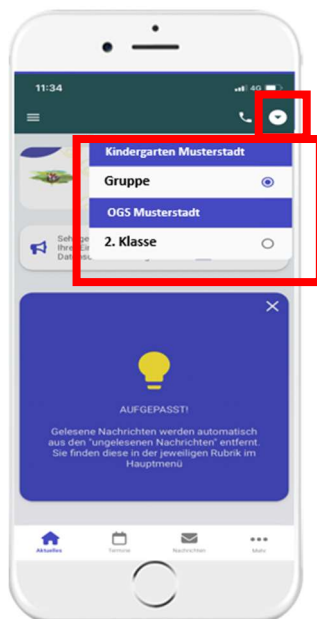 11:34
4G
Kindergarten Musterstadt
Gruppe
OGS Musterstadt
2. Klasse
AUFGEPASST!
Gelesene Nachrichten werden automatisch
aus den "ungelesenen Nachrichten" entfernt.
Sie finden diese in der jeweiligen Rubrik im
Hauptmenü
Aktuelles
Termine
Nachrichten
Mehr